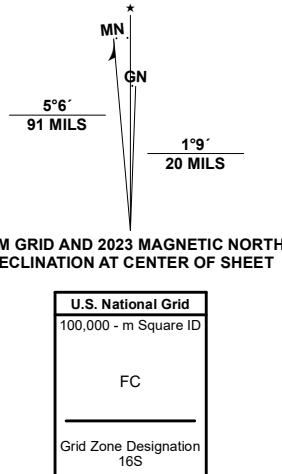 ★
MN
GN
5°6´
91 MILS
1°9´
20 MILS
M GRID AND 2023 MAGNETIC NORTH
ECLINATION AT CENTER OF SHEET
U.S. National Grid
100,000 - m Square ID
FC
Grid Zone Designation
16S